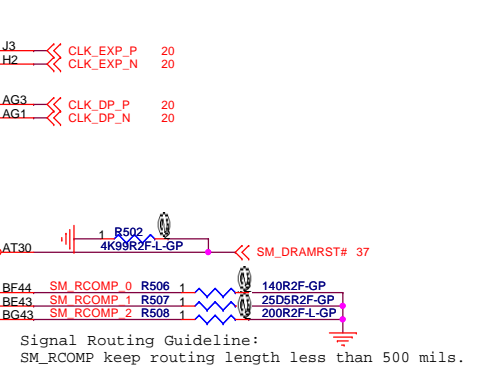 J3 CLK_EXP_P 20
H2 CLK_EXP_N 20
AG3 CLK_DP_P 20
AG1 CLK_DP_N 20
1 R502
4K99R2F-L-GP
AT30 SM_DRAMRST# 37
BF44 SM_RCOMP_0 R506 1 140R2F-GP
BE43 SM_RCOMP_1 R507 1 25D5R2F-GP
BG43 SM_RCOMP_2 R508 1 200R2F-L-GP
Signal Routing Guideline:
SM_RCOMP keep routing length less than 500 mils.